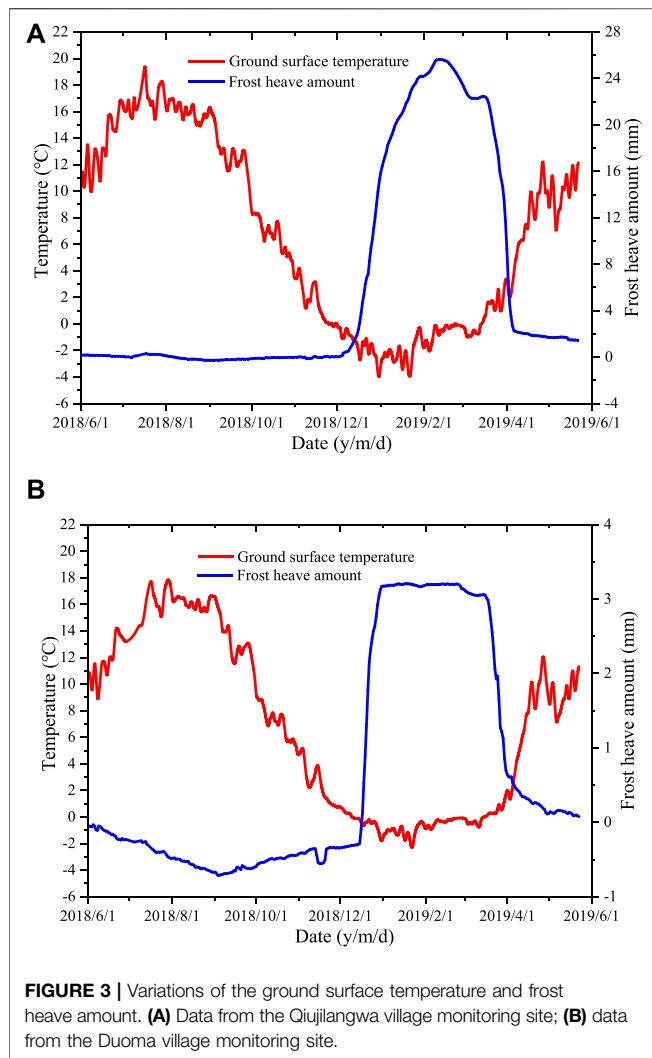 A
Ground surface temperature
Frost heave amount
22
20
18
16
14
12
10
8
6
4
2
0
-2
-4
-6
Temperature (°C)
28
24
20
16
12
8
4
0
-4
Frost heave amount (mm)
2018/6/1 2018/8/1 2018/10/1 2018/12/1 2019/2/1 2019/4/1 2019/6/1
Date (y/m/d)
B
Ground surface temperature
Frost heave amount
22
20
18
16
14
12
10
8
6
4
2
0
-2
-4
-6
Temperature (°C)
4
3
2
1
0
-1
Frost heave amount (mm)
2018/6/1 2018/8/1 2018/10/1 2018/12/1 2019/2/1 2019/4/1 2019/6/1
Date (y/m/d)
FIGURE 3 | Variations of the ground surface temperature and frost
heave amount. (A) Data from the Qiujilangwa village monitoring site; (B) data
from the Duoma village monitoring site.